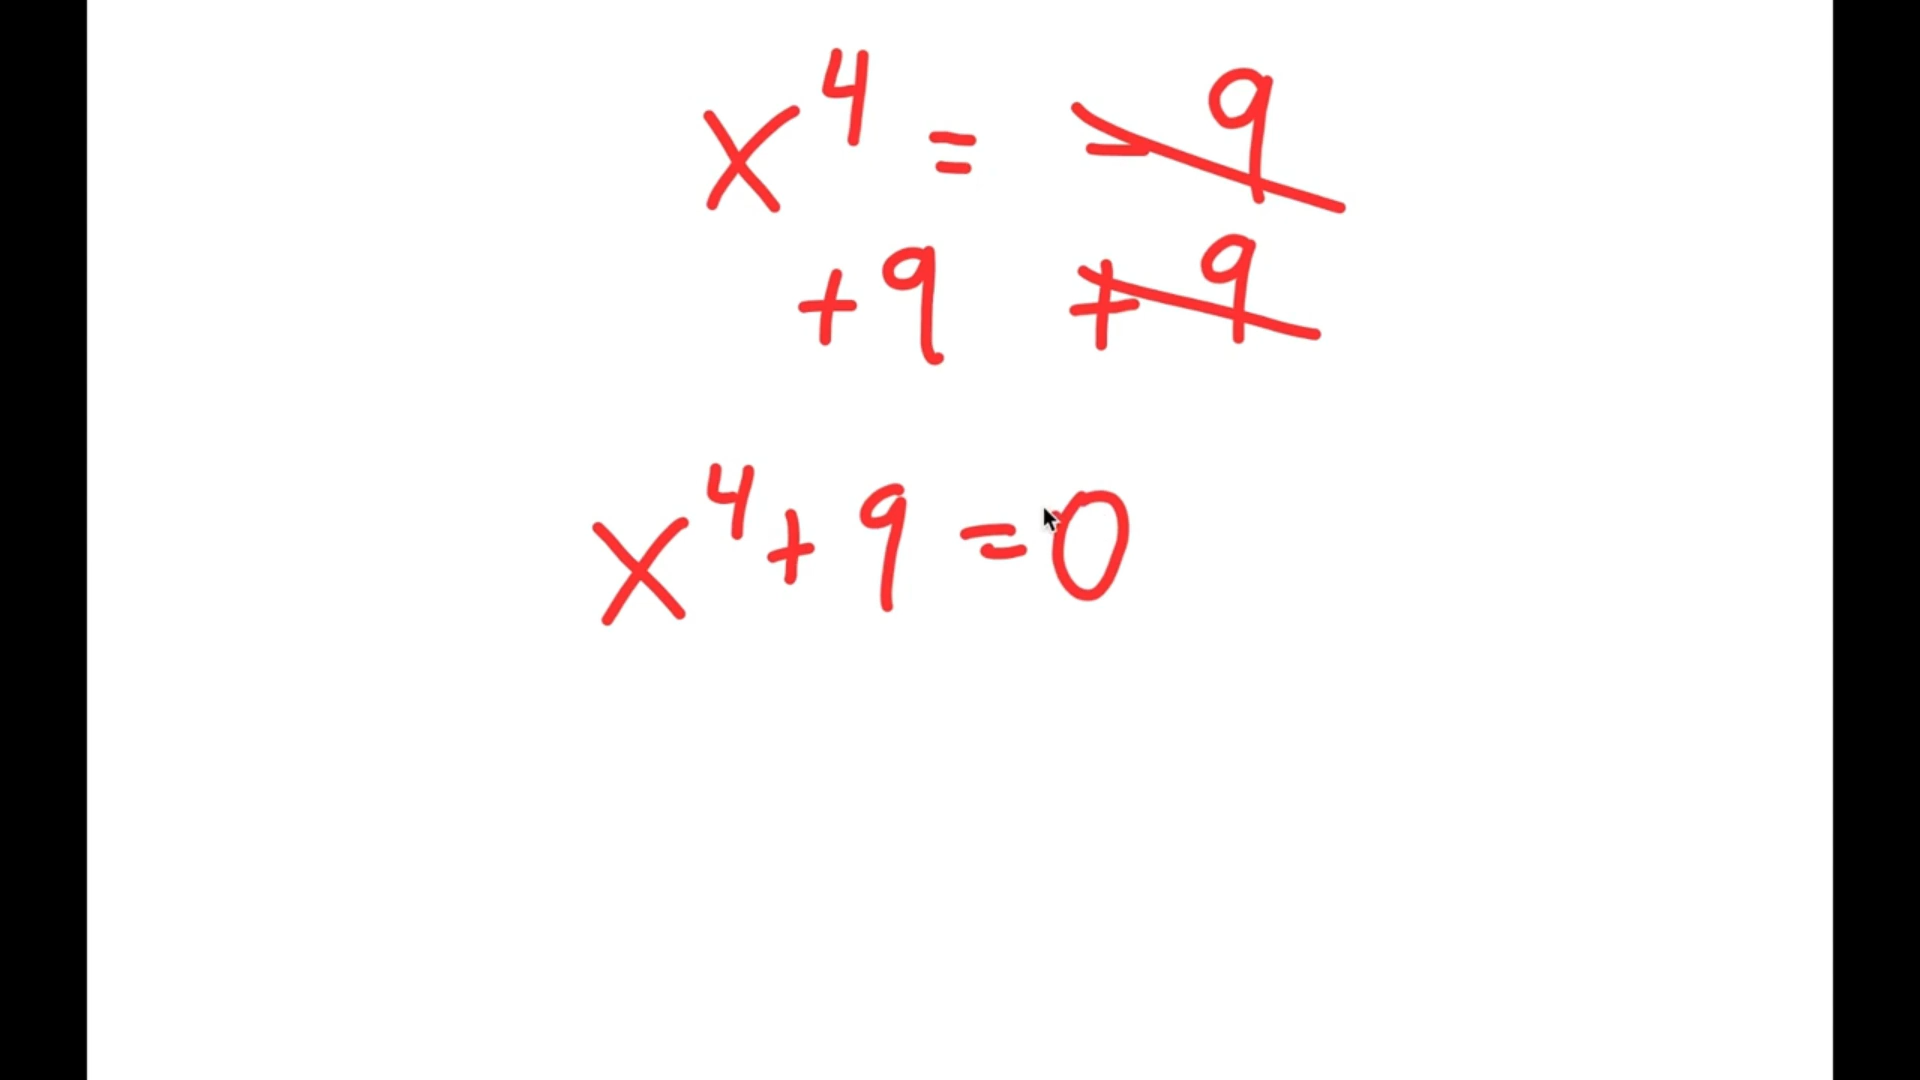 x⁴ = -9
+9 +9
x⁴+9=0